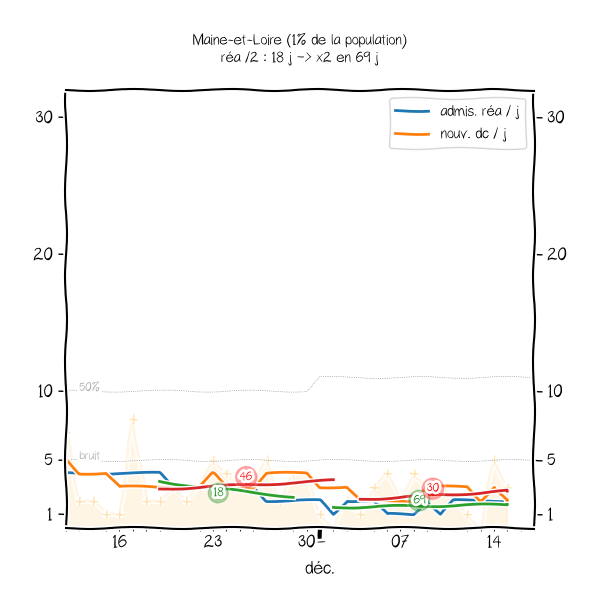 Maine-et-Loire (1% de la population)
réa /2 : 18 j -> x2 en 69 j
admis. réa / j
nouv. dc / j
30 30
20 20
10 10
5 5
1 1
50%
bruit
46
18
30
69
16 23 30 07 14
déc.